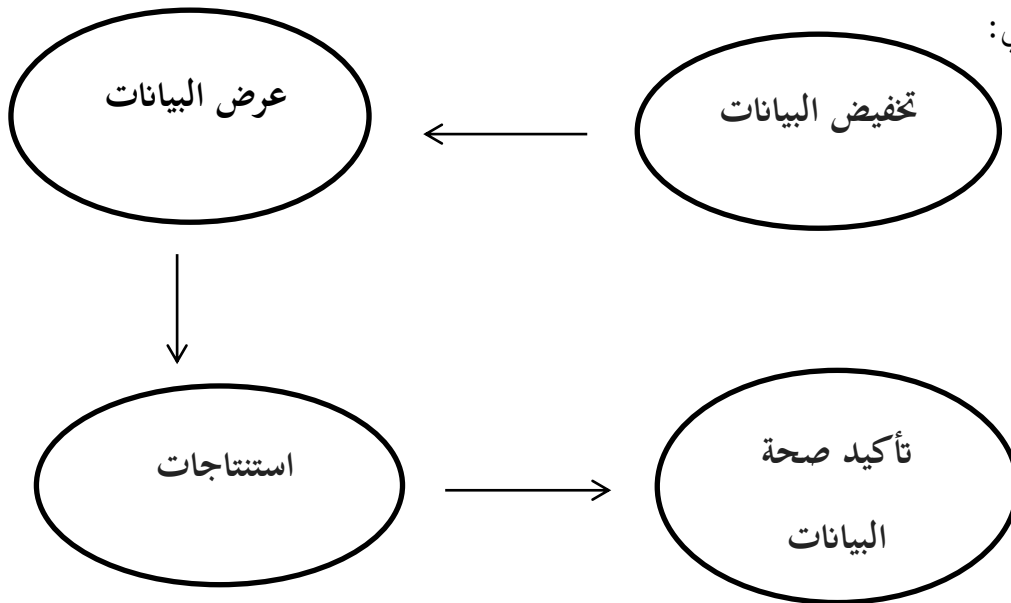 تخفيض البيانات
عرض البيانات
استنتاجات
تأكيد صحة
البيانات